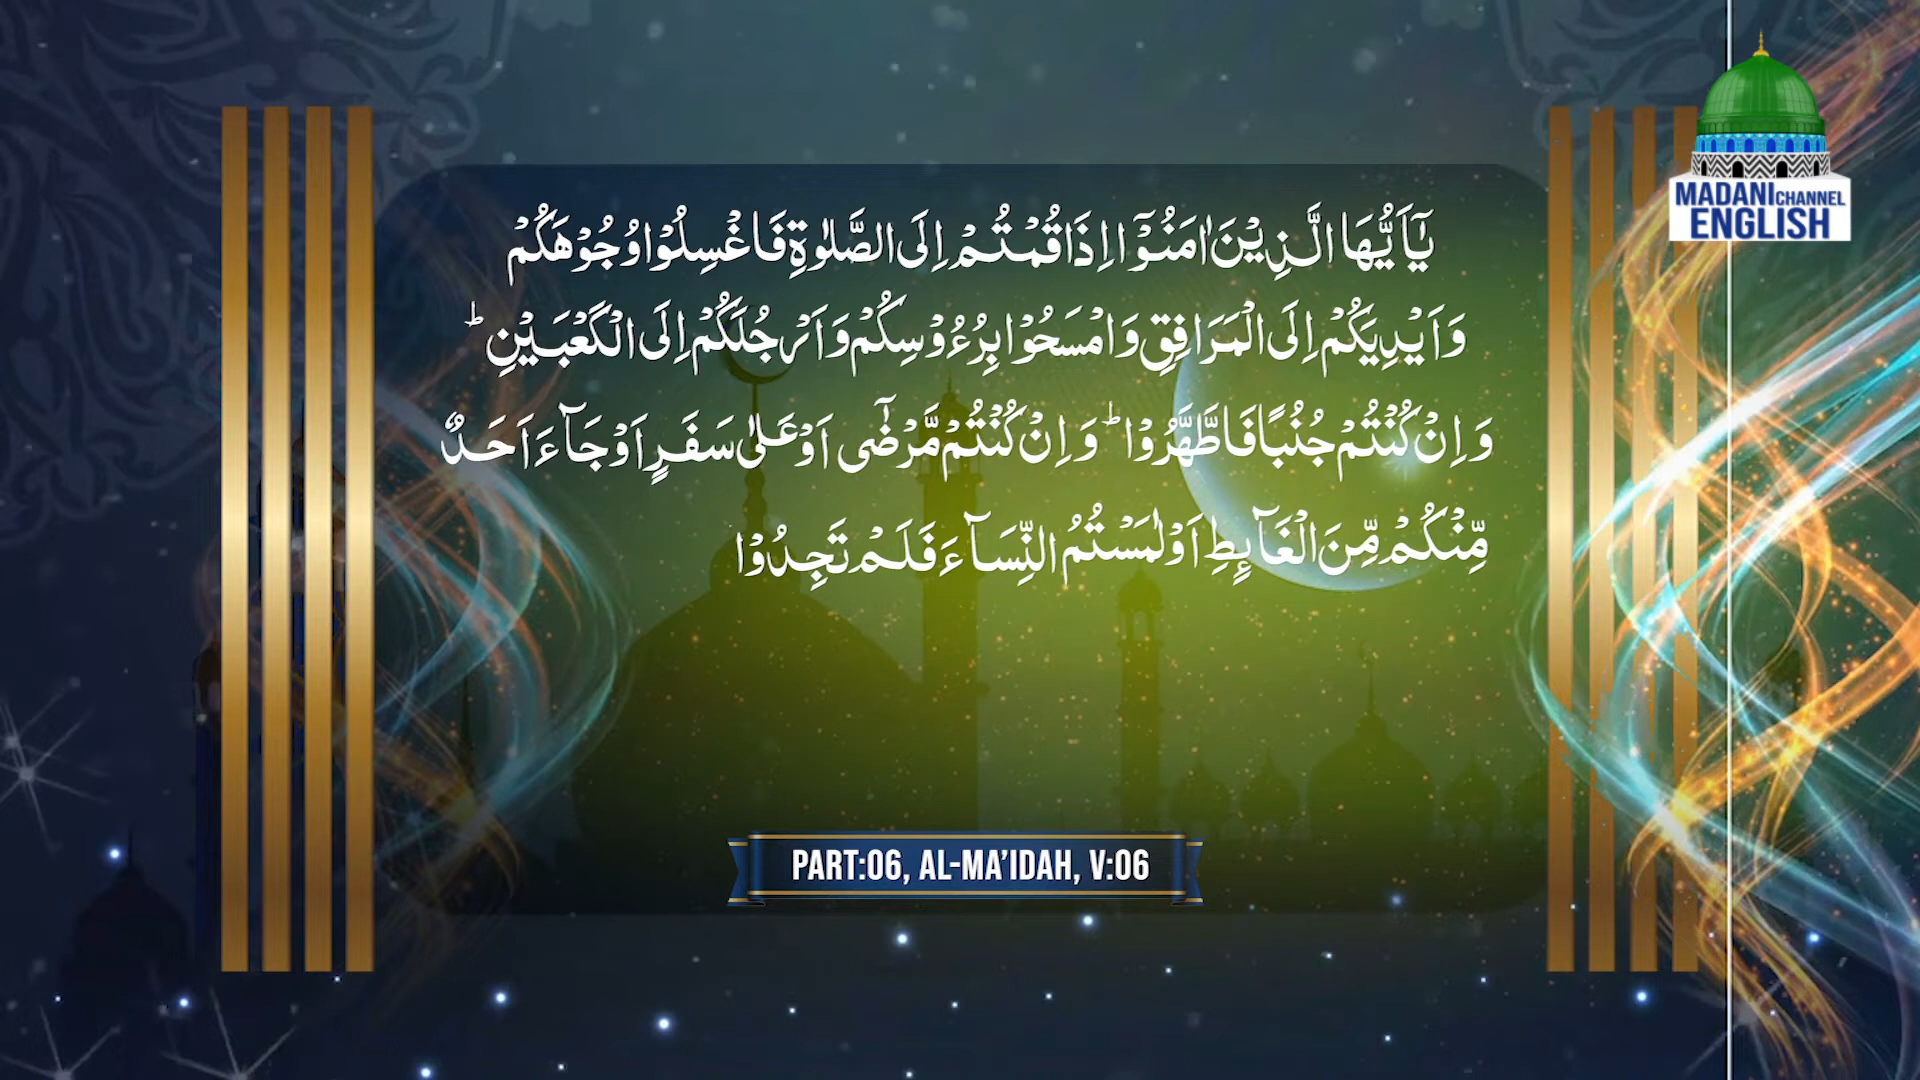 یٰۤاَیُّهَا الَّذِیْنَ اٰمَنُوْۤا اِذَا قُمْتُمْ اِلَى الصَّلٰوةِ فَاغْسِلُوْا وُجُوْهَكُمْ
وَ اَیْدِیَكُمْ اِلَى الْمَرَافِقِ وَ امْسَحُوْا بِرُءُوْسِكُمْ وَ اَرْجُلَكُمْ اِلَى الْكَعْبَیْنِؕ
وَ اِنْ كُنْتُمْ جُنُبًا فَاطَّهَّرُوْاؕ وَ اِنْ كُنْتُمْ مَّرْضٰۤى اَوْ عَلٰى سَفَرٍ اَوْ جَآءَ اَحَدٌ
مِّنْكُمْ مِّنَ الْغَآىٕطِ اَوْ لٰمَسْتُمُ النِّسَآءَ فَلَمْ تَجِدُوْا
PART:06, AL-MA’IDAH, V:06
MADANI CHANNEL
ENGLISH